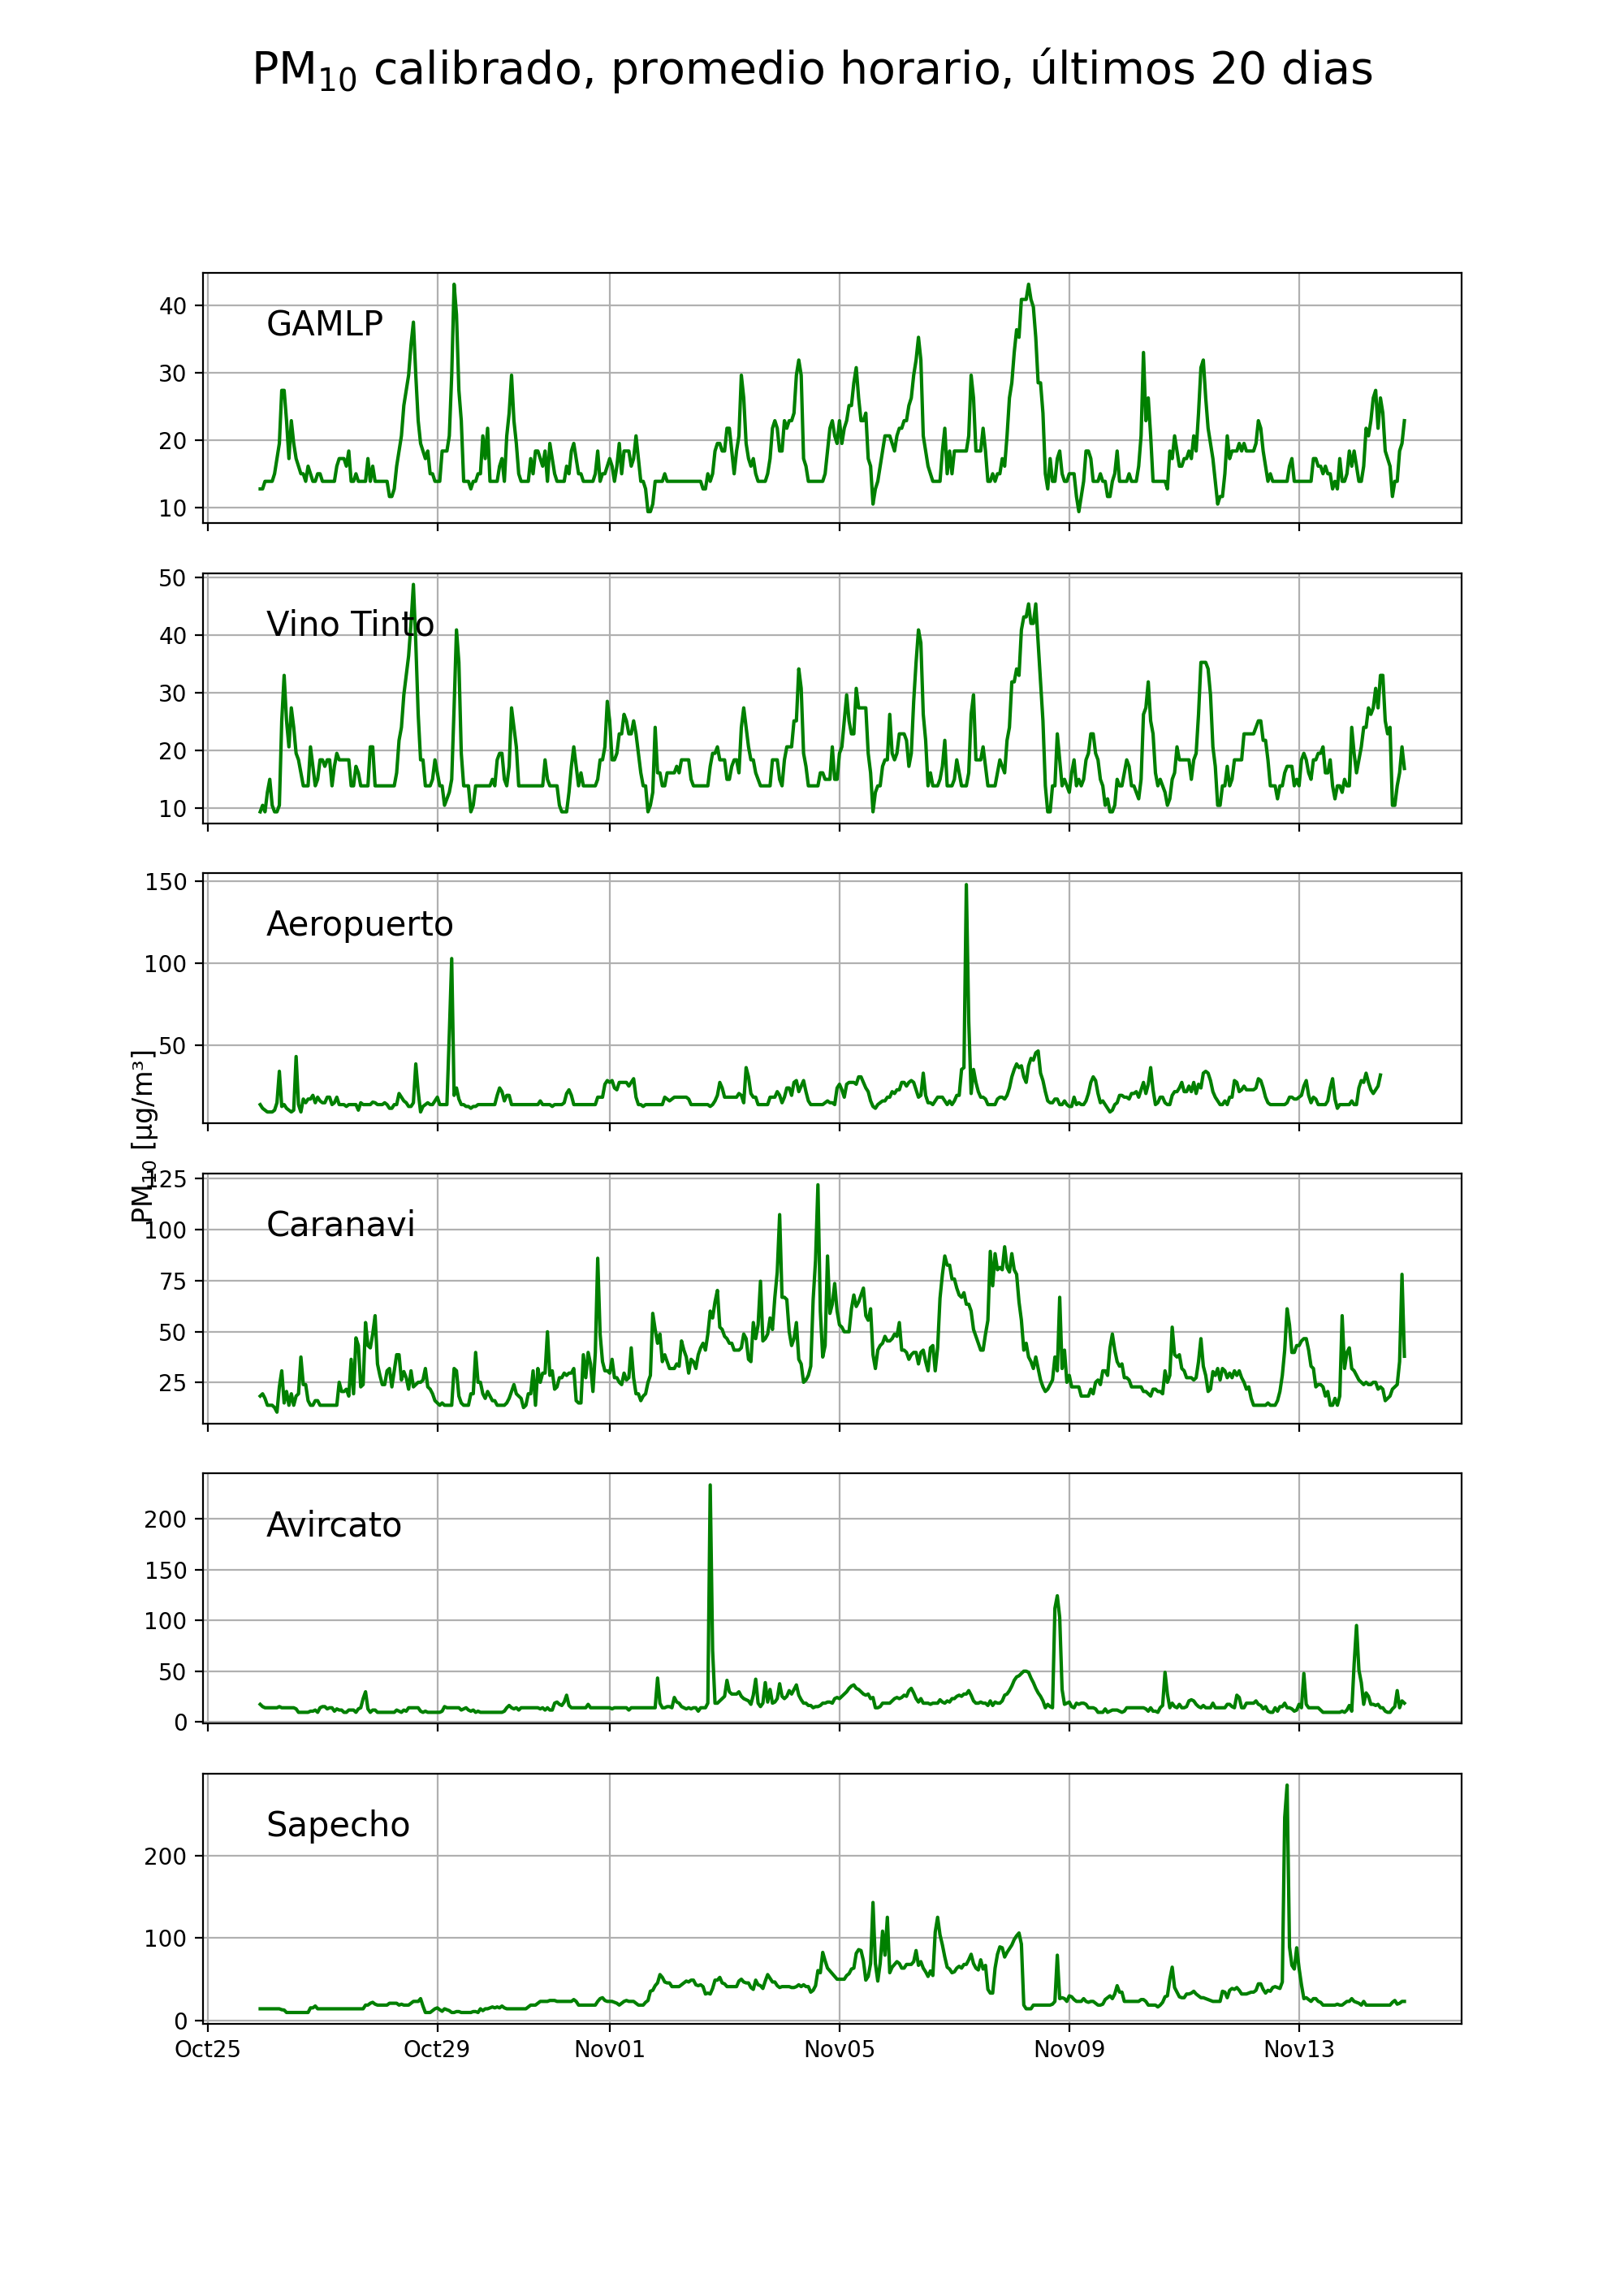 PM₁₀ calibrado, promedio horario, últimos 20 dias
GAMLP
40
30
20
10
Vino Tinto
50
40
30
20
10
Aeropuerto
150
100
50
PM₁₀ [µg/m³]
Caranavi
125
100
75
50
25
Avircato
200
150
100
50
0
Sapecho
200
100
0
Oct25 Oct29 Nov01 Nov05 Nov09 Nov13